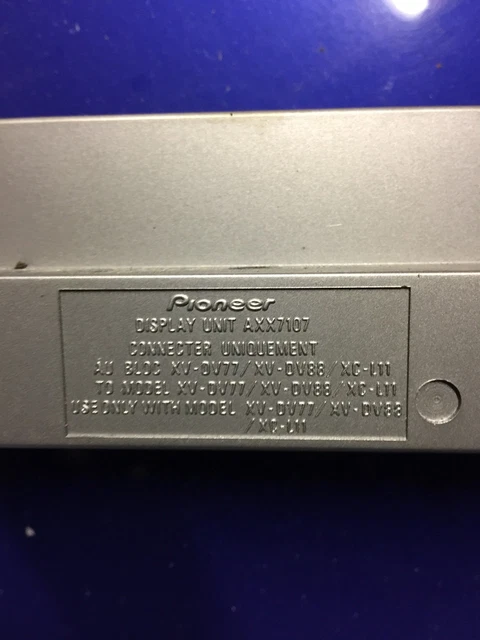 Pioneer
DISPLAY UNIT AXX7107
CONNECTER UNIQUEMENT
AU BLOC XV-DV77/XV-DV88/XC-L11
TO MODEL XV-DV77/XV-DV88/XC-L11
USE ONLY WITH MODEL XV-DV77/XV-DV88
/XC-L11